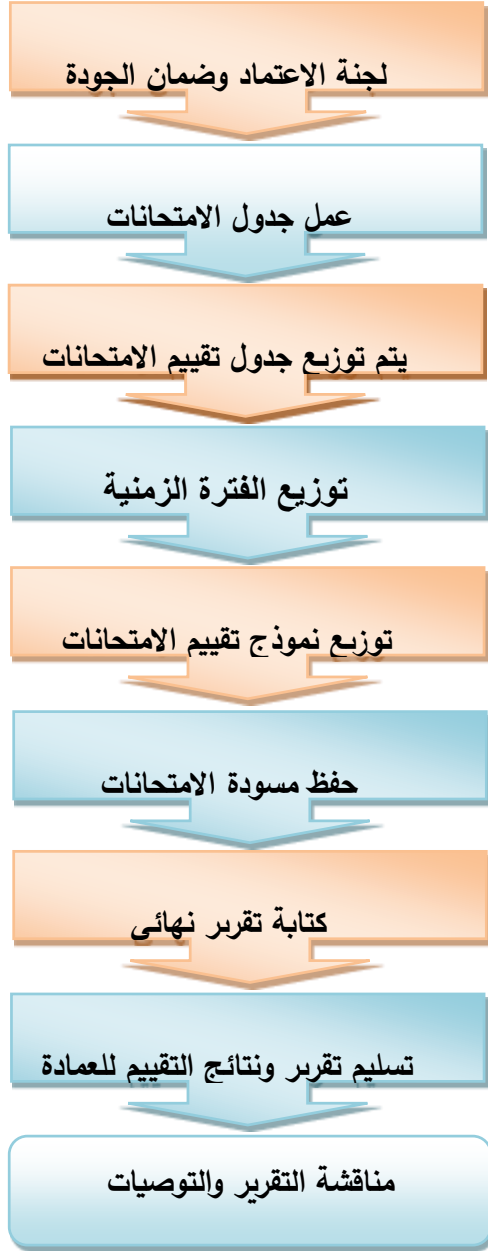 لجنة الاعتماد وضمان الجودة
عمل جدول الامتحانات
يتم توزيع جدول تقييم الامتحانات
توزيع الفترة الزمنية
توزيع نموذج تقييم الامتحانات
حفظ مسودة الامتحانات
كتابة تقرير نهائي
تسليم تقرير ونتائج التقييم للعمادة
مناقشة التقرير والتوصيات